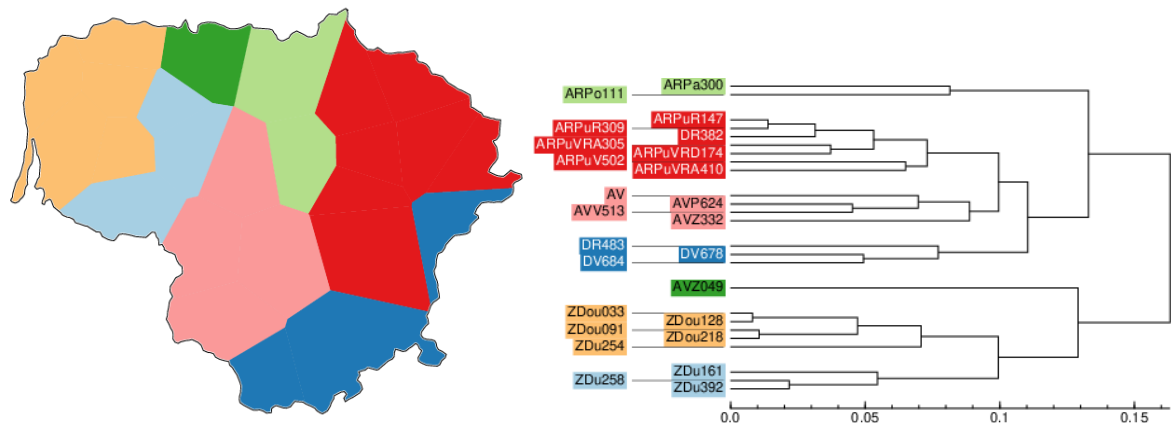 ARPa300
ARPo111
ARPuR147
ARPuR309
DR382
ARPuVRA305
ARPuVRD174
ARPuV502
ARPuVRA410
AV
AVP624
AVV513
AVZ332
DR483
DV678
DV684
AVZ049
ZDou033
ZDou128
ZDou091
ZDou218
ZDu254
ZDu161
ZDu258
ZDu392
0.0 0.05 0.1 0.15